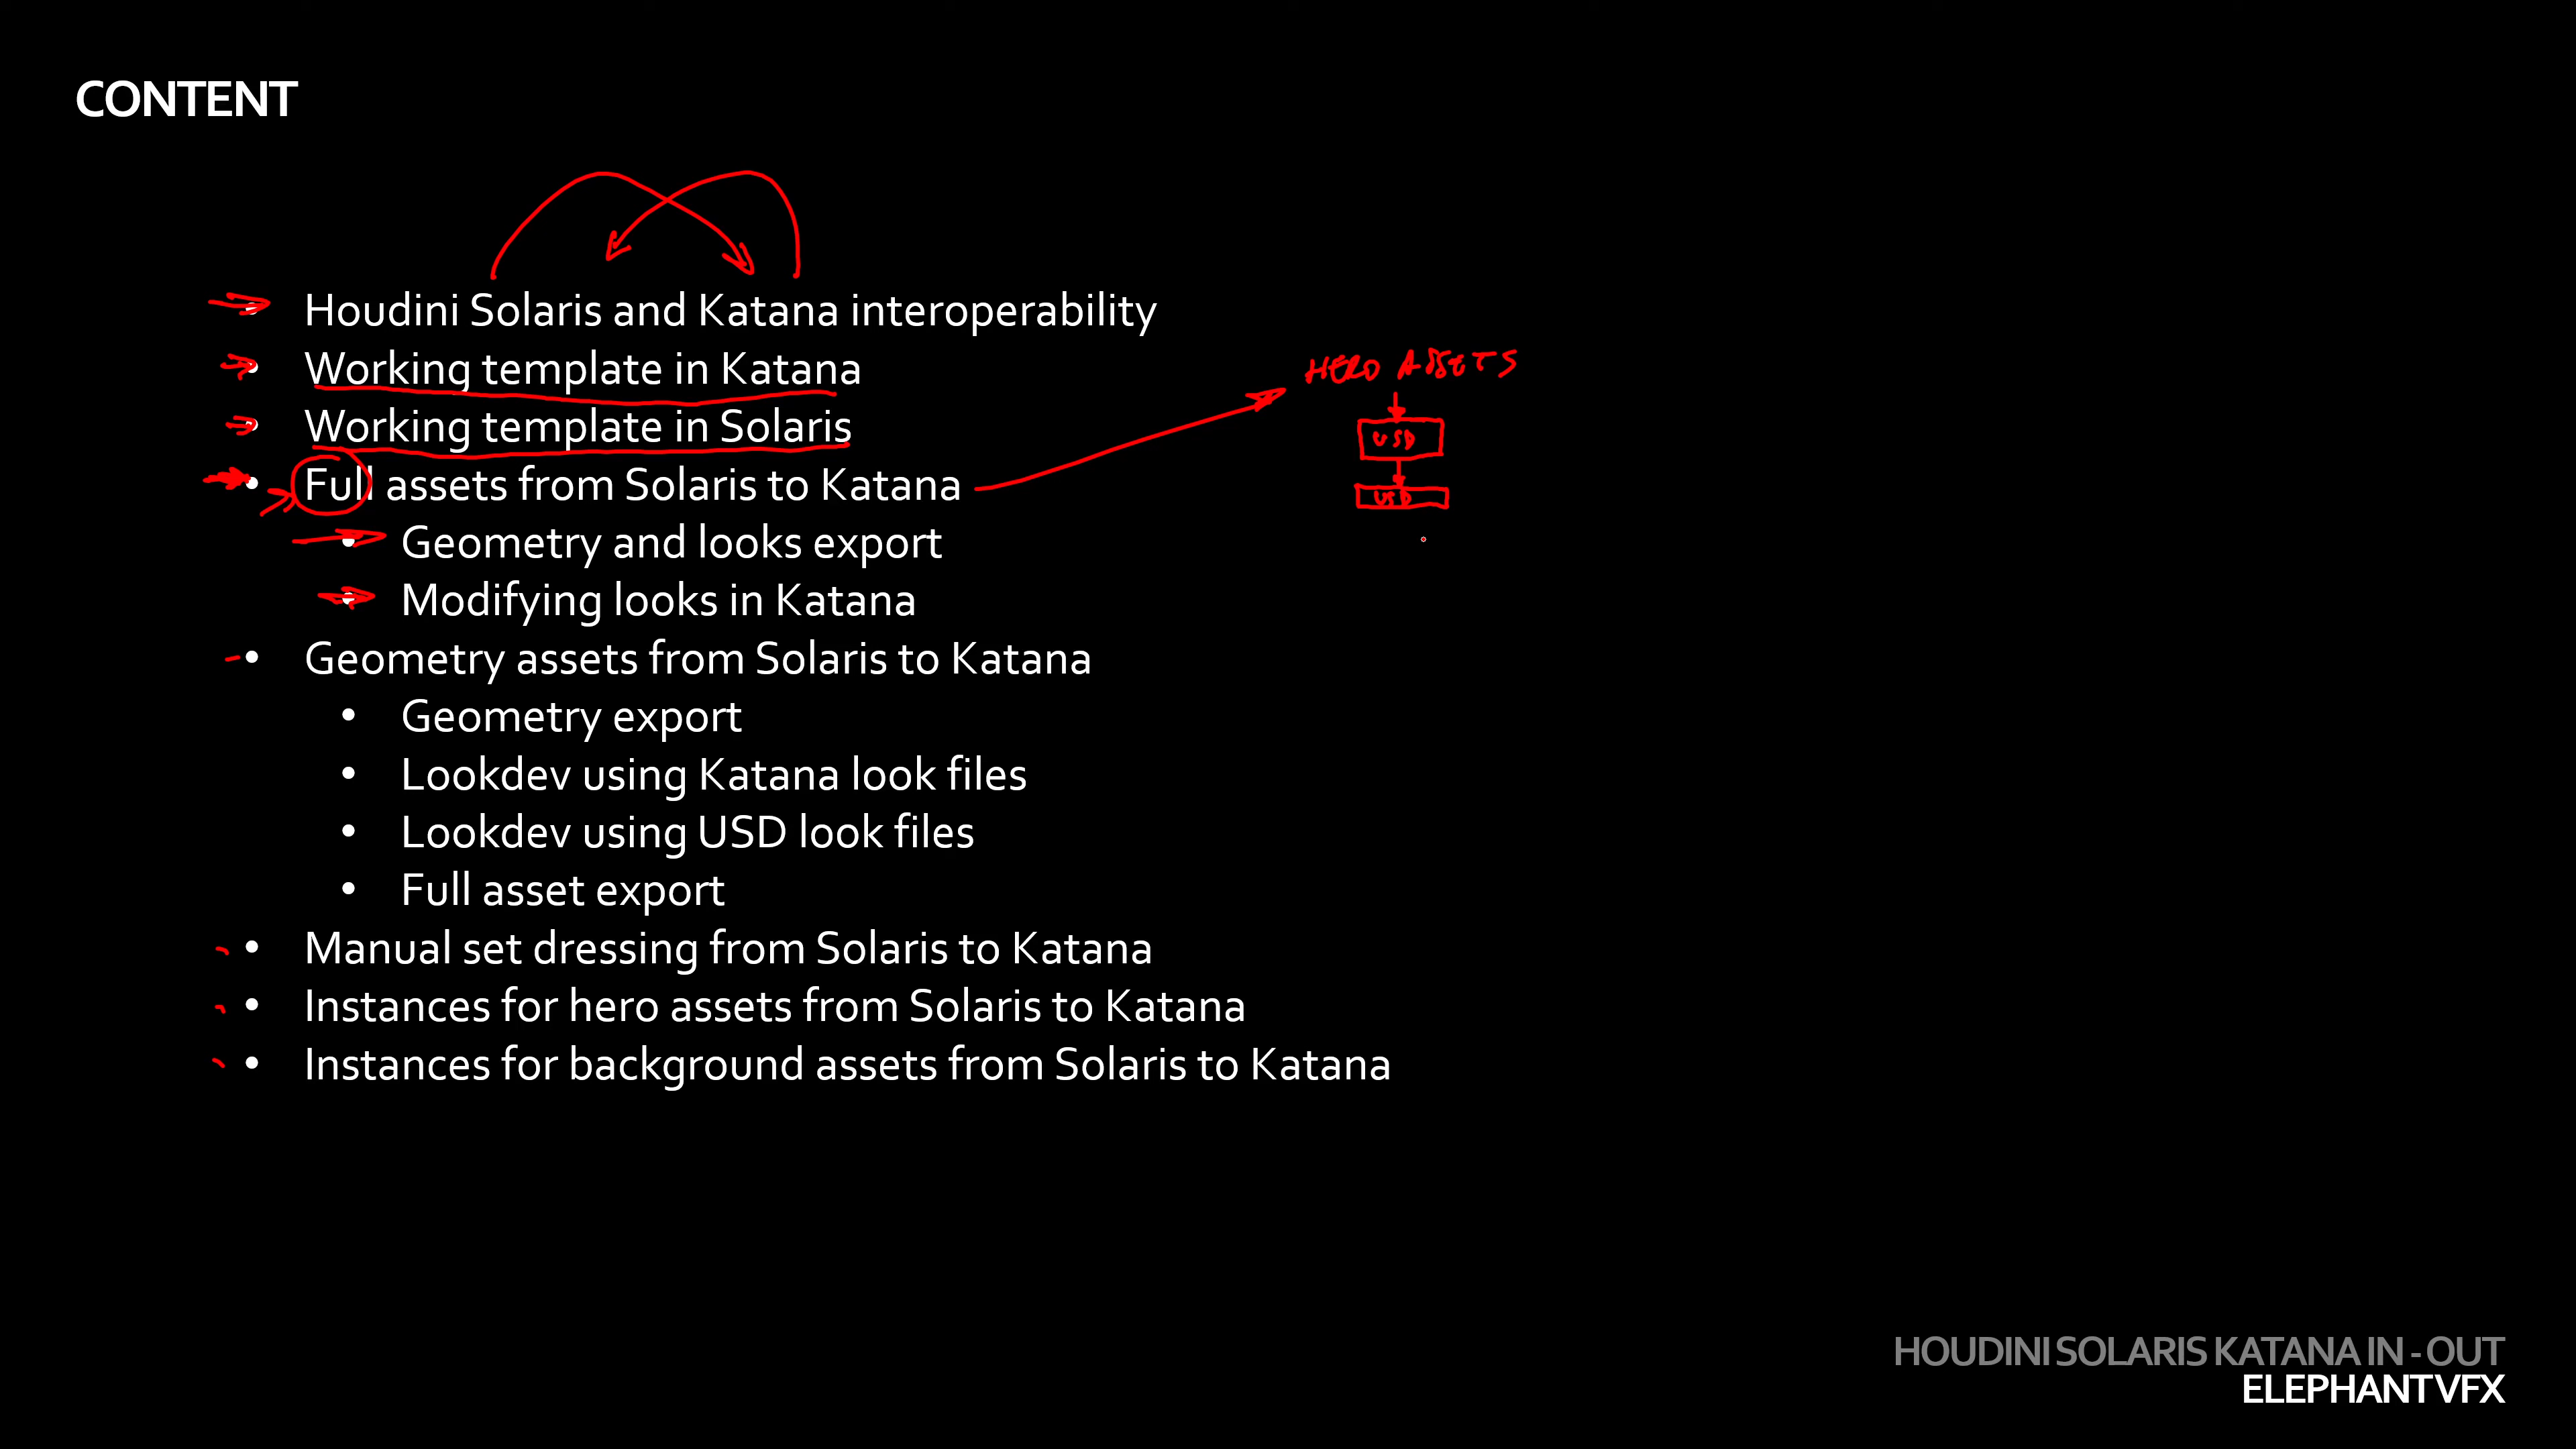 CONTENT
• Houdini Solaris and Katana interoperability
• Working template in Katana
HERO ASSETS
• Working template in Solaris
USD
• Full assets from Solaris to Katana
USD
• Geometry and looks export
• Modifying looks in Katana
• Geometry assets from Solaris to Katana
• Geometry export
• Lookdev using Katana look files
• Lookdev using USD look files
• Full asset export
• Manual set dressing from Solaris to Katana
• Instances for hero assets from Solaris to Katana
• Instances for background assets from Solaris to Katana
HOUDINI SOLARIS KATANA IN - OUT
ELEPHANTVFX